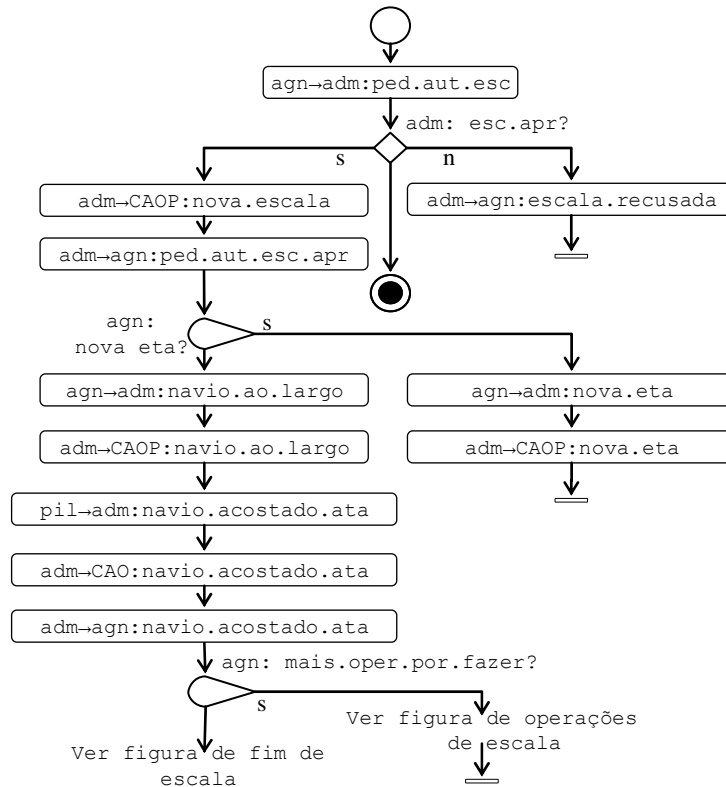 agn→adm:ped.aut.esc
adm: esc.apr?
s
n
adm→CAOP:nova.escala
adm→agn:escala.recusada
adm→agn:ped.aut.esc.apr
agn:
nova eta?
s
agn→adm:navio.ao.largo
agn→adm:nova.eta
adm→CAOP:navio.ao.largo
adm→CAOP:nova.eta
pil→adm:navio.acostado.ata
adm→CAO:navio.acostado.ata
adm→agn:navio.acostado.ata
agn: mais.oper.por.fazer?
s
Ver figura de operações
de escala
Ver figura de fim de
escala